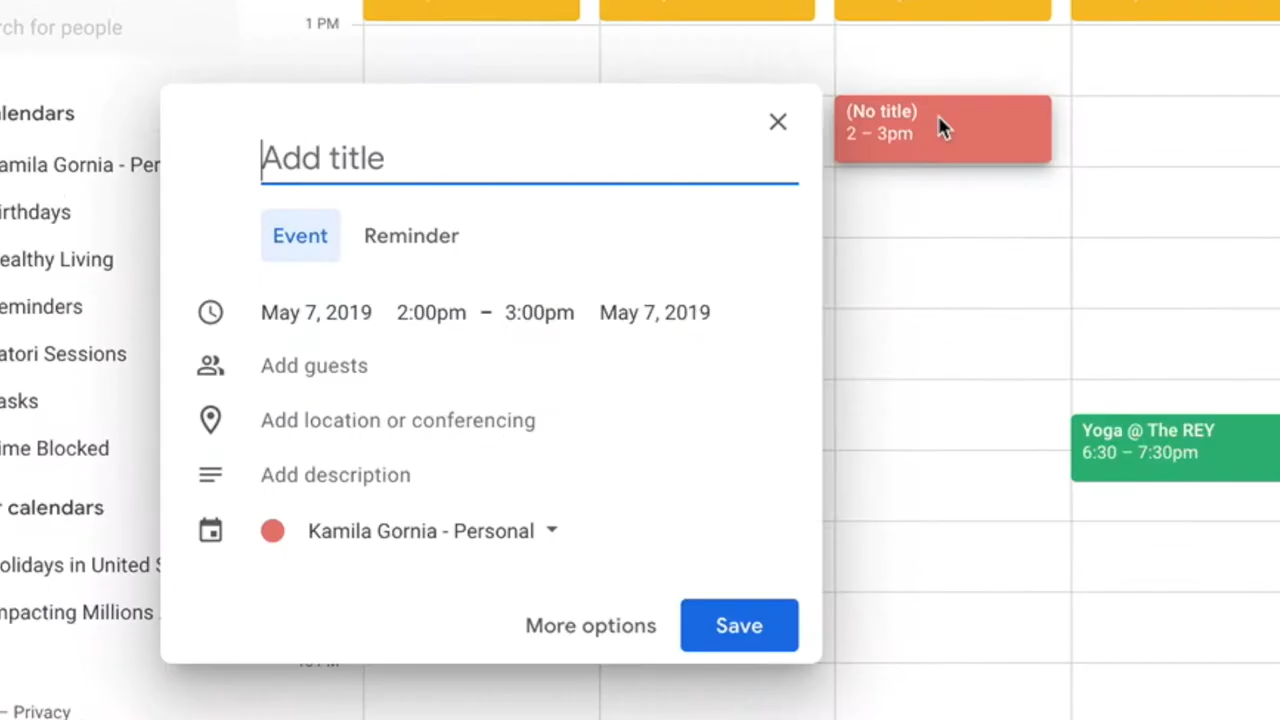 rch for people
1 PM
alendars
amila Gornia - Per
irthdays
ealthy Living
eminders
atori Sessions
asks
ime Blocked
r calendars
olidays in United S
mpacting Millions
– Privacy
Add title
Event Reminder
May 7, 2019 2:00pm – 3:00pm May 7, 2019
Add guests
Add location or conferencing
Add description
Kamila Gornia - Personal
More options Save
(No title)
2 – 3pm
Yoga @ The REY
6:30 – 7:30pm